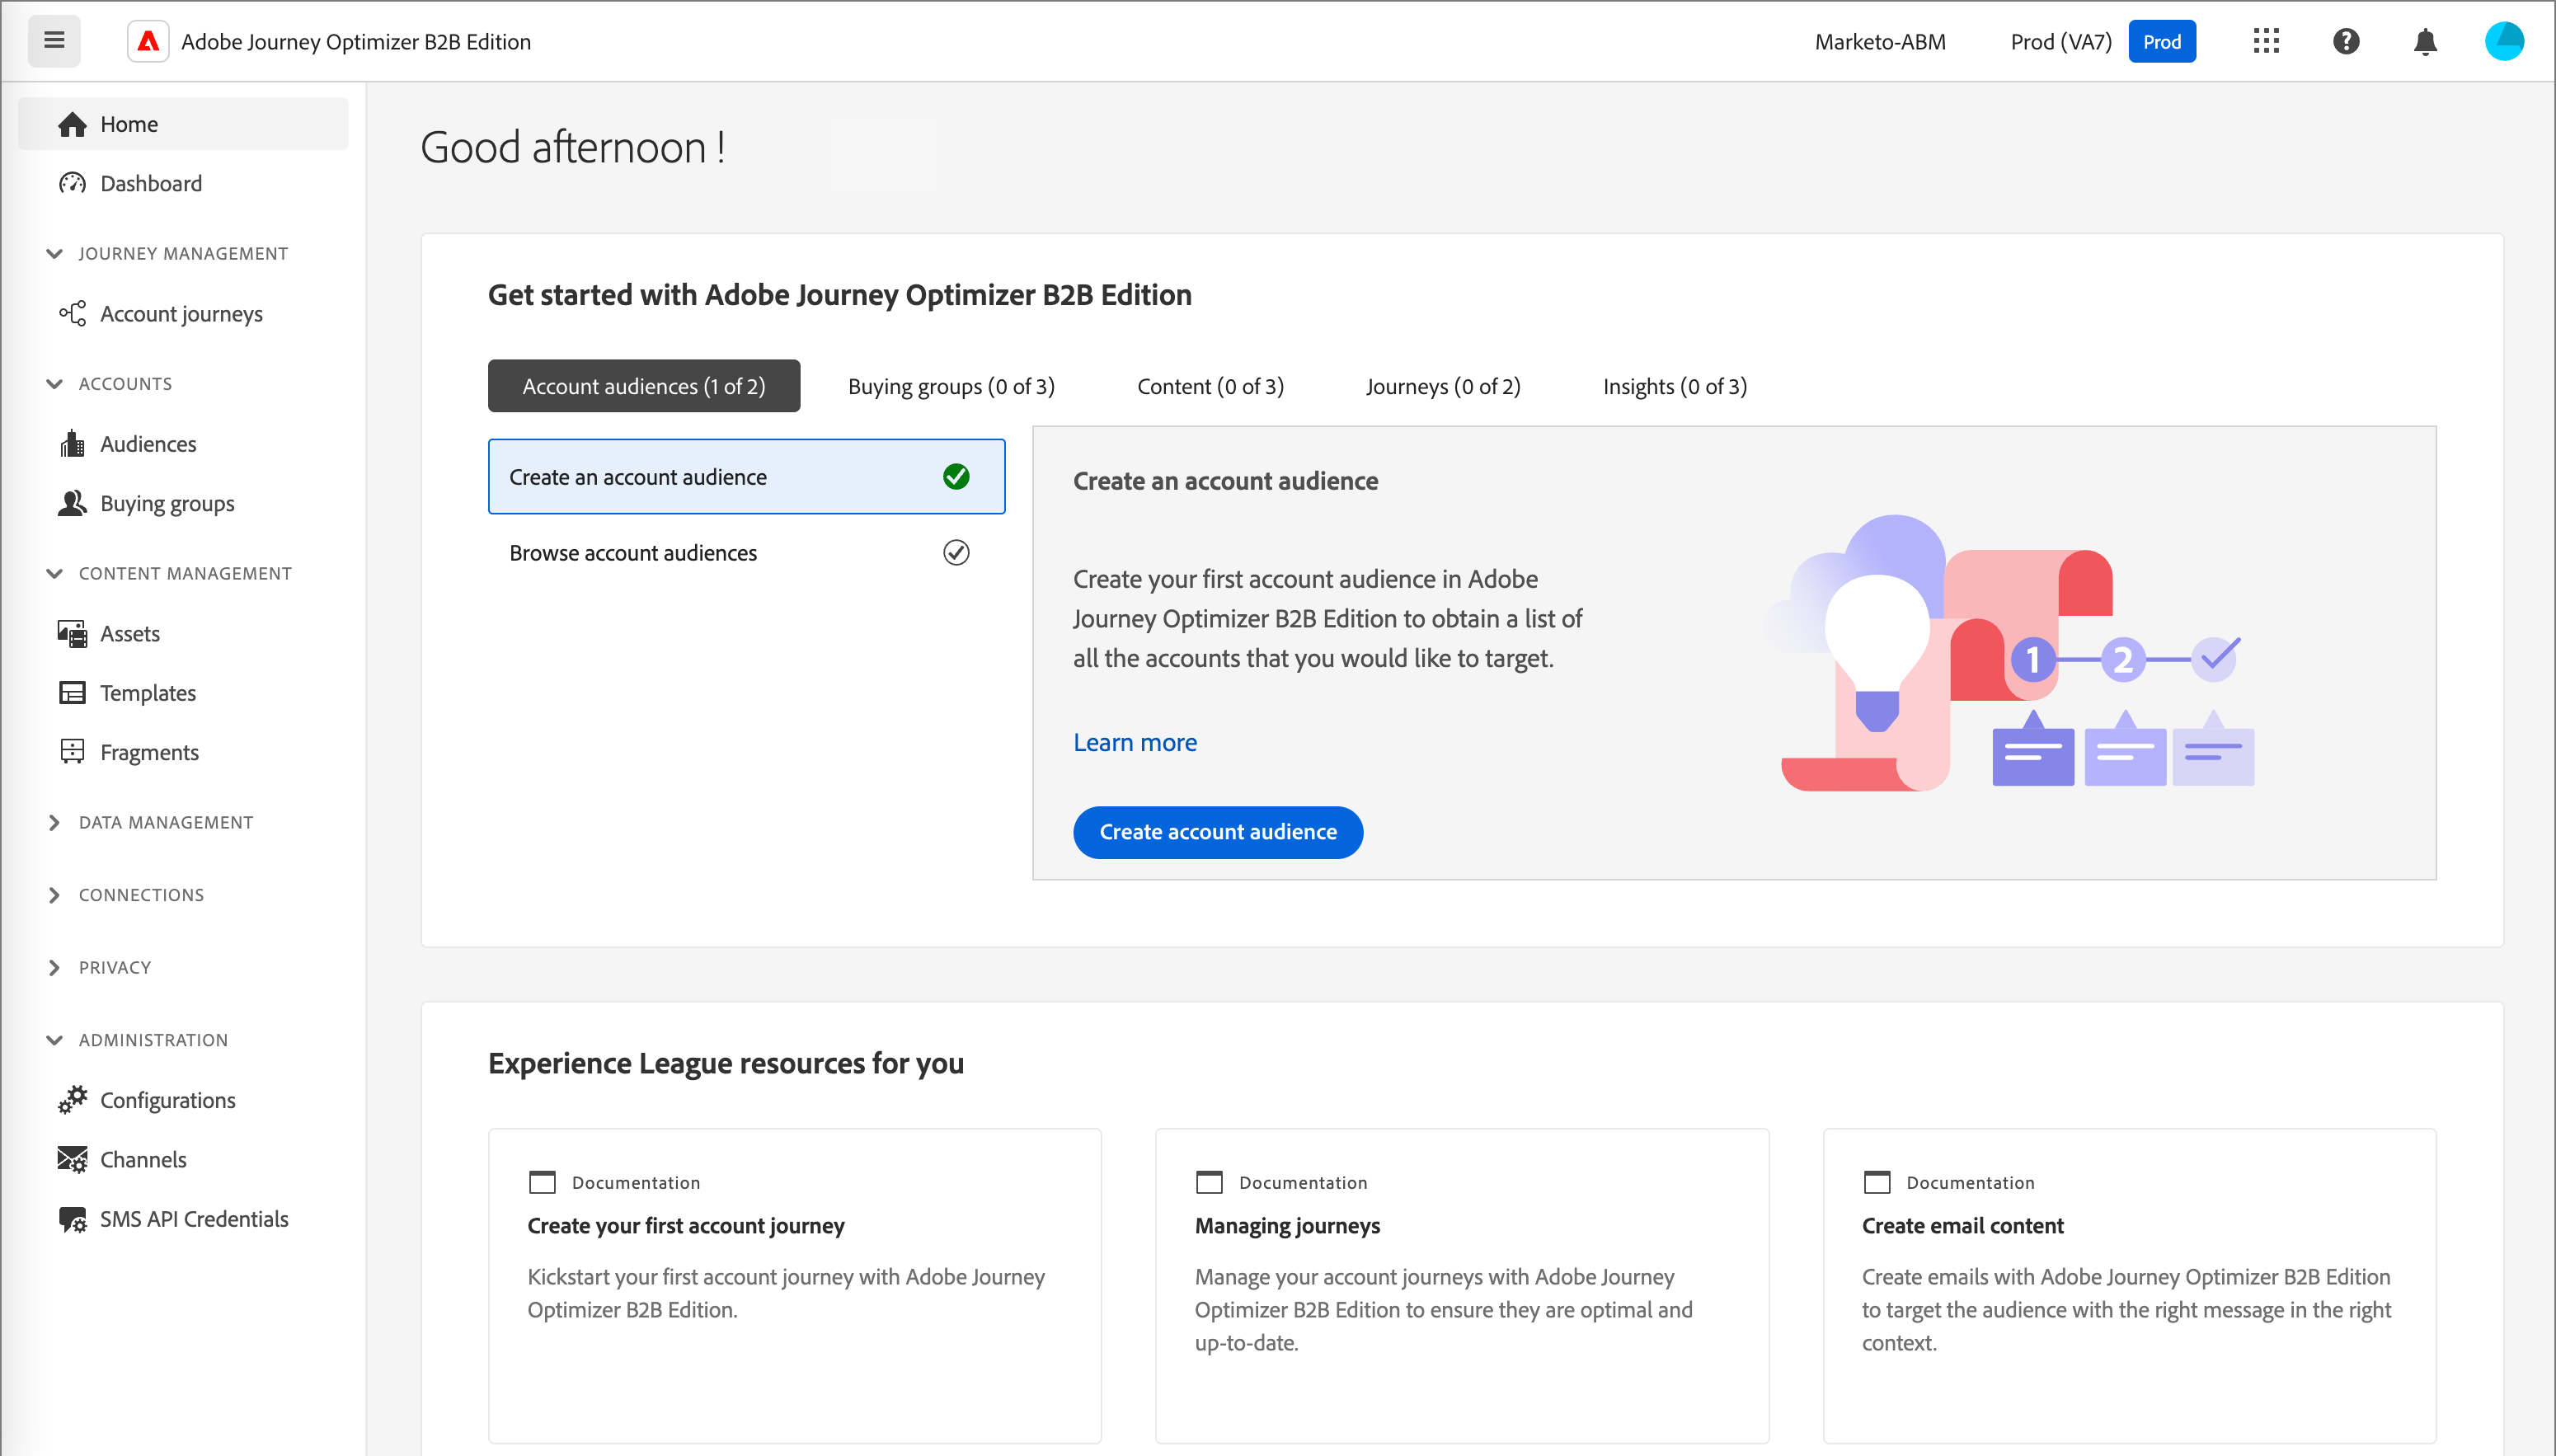 Adobe Journey Optimizer B2B Edition
Marketo-ABM
Prod (VA7)
Prod
Home
Dashboard
JOURNEY MANAGEMENT
Account journeys
ACCOUNTS
Audiences
Buying groups
CONTENT MANAGEMENT
Assets
Templates
Fragments
DATA MANAGEMENT
CONNECTIONS
PRIVACY
ADMINISTRATION
Configurations
Channels
SMS API Credentials
Good afternoon !
Get started with Adobe Journey Optimizer B2B Edition
Account audiences (1 of 2)
Buying groups (0 of 3)
Content (0 of 3)
Journeys (0 of 2)
Insights (0 of 3)
Create an account audience
Browse account audiences
Create an account audience
Create your first account audience in Adobe
Journey Optimizer B2B Edition to obtain a list of
all the accounts that you would like to target.
Learn more
Create account audience
1
2
Experience League resources for you
Documentation
Create your first account journey
Kickstart your first account journey with Adobe Journey
Optimizer B2B Edition.
Documentation
Managing journeys
Manage your account journeys with Adobe Journey
Optimizer B2B Edition to ensure they are optimal and
up-to-date.
Documentation
Create email content
Create emails with Adobe Journey Optimizer B2B Edition
to target the audience with the right message in the right
context.